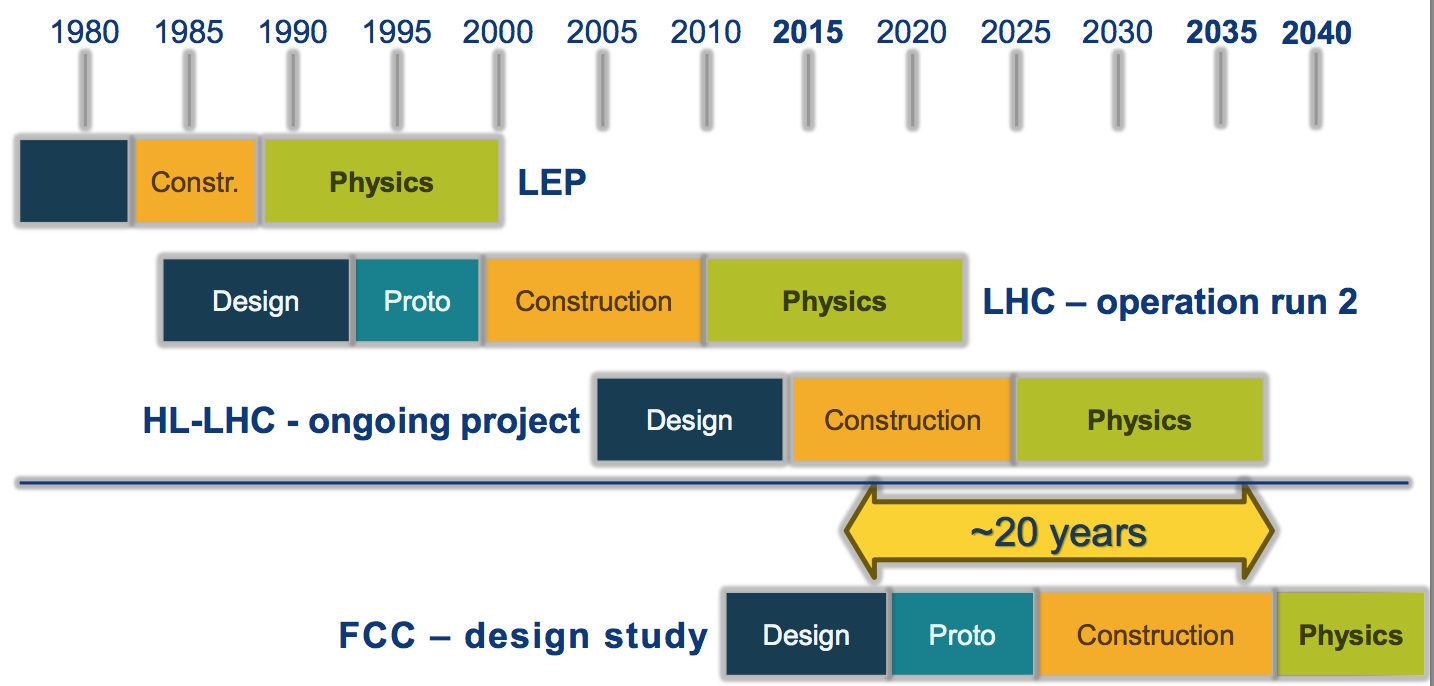 1980 1985 1990 1995 2000 2005 2010 2015 2020 2025 2030 2035 2040
Constr. Physics LEP
Design Proto Construction Physics LHC – operation run 2
HL-LHC - ongoing project Design Construction Physics
~20 years
FCC – design study Design Proto Construction Physics